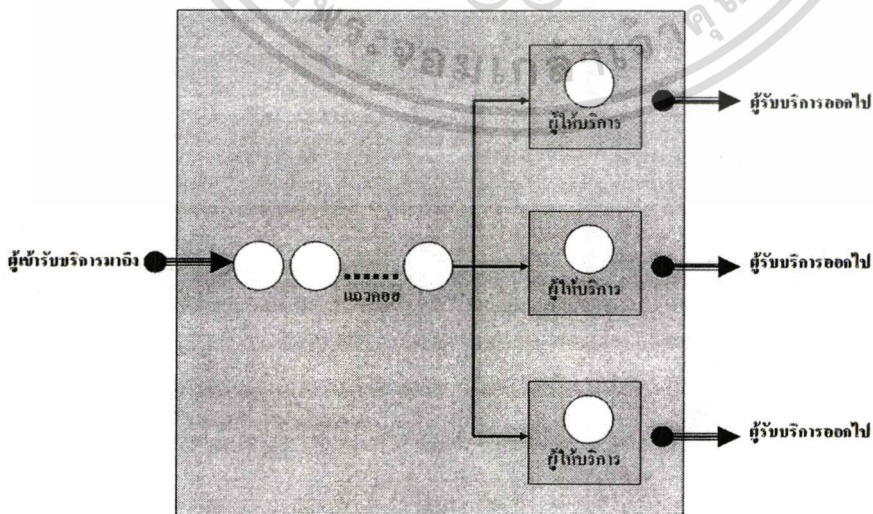 ผู้ให้บริการ
ผู้รับบริการออกไป
ผู้เข้ารับบริการมาถึง
แถวคอย
ผู้ให้บริการ
ผู้รับบริการออกไป
ผู้ให้บริการ
ผู้รับบริการออกไป